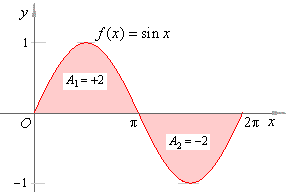 y
f(x) = sin x
1
A₁ = +2
O
π
2π
x
A₂ = −2
−1